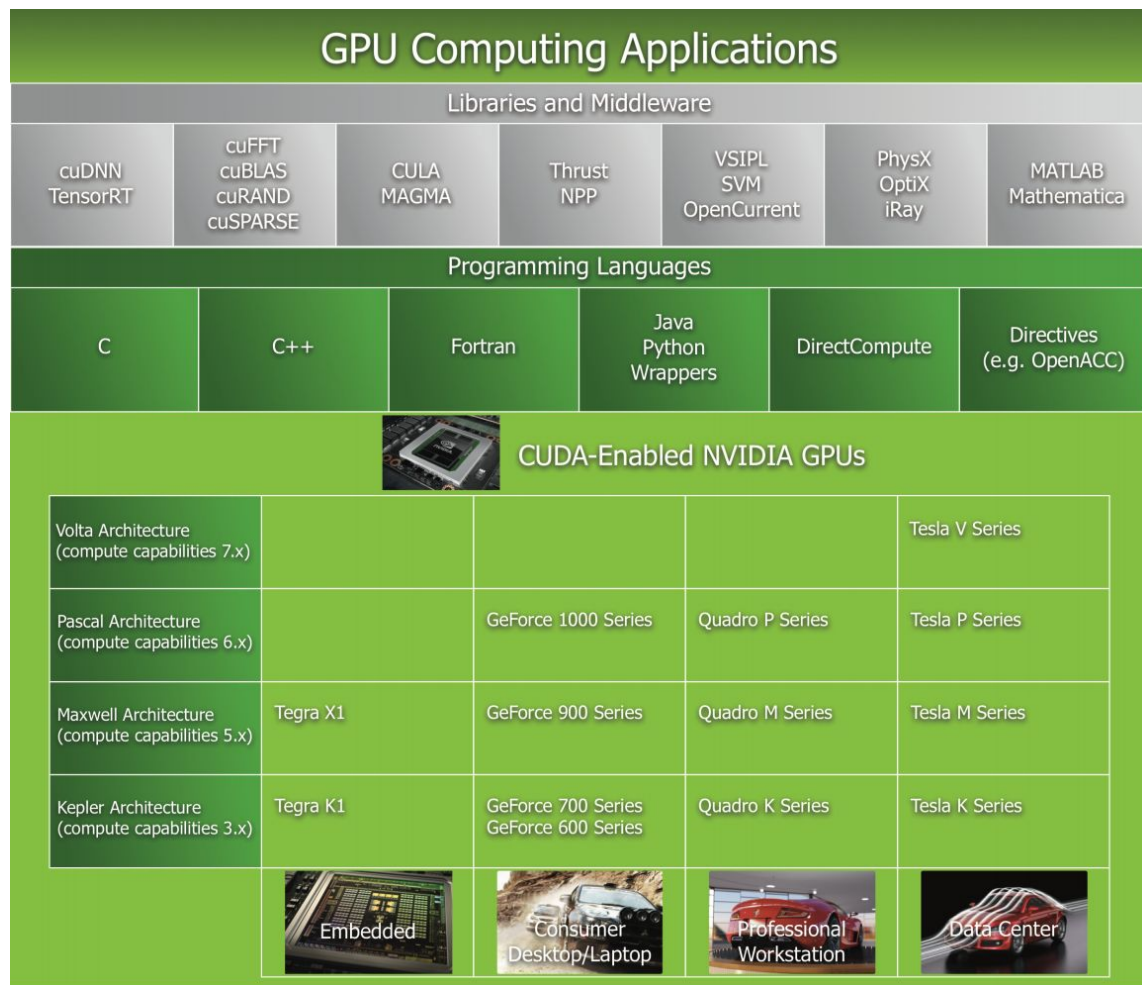 GPU Computing Applications
Libraries and Middleware
cuDNN
TensorRT
cuFFT
cuBLAS
cuRAND
cuSPARSE
CULA
MAGMA
Thrust
NPP
VSIPL
SVM
OpenCurrent
PhysX
OptiX
iRay
MATLAB
Mathematica
Programming Languages
C
C++
Fortran
Java
Python
Wrappers
DirectCompute
Directives
(e.g. OpenACC)
CUDA-Enabled NVIDIA GPUs
Volta Architecture
(compute capabilities 7.x)
Tesla V Series
Pascal Architecture
(compute capabilities 6.x)
GeForce 1000 Series
Quadro P Series
Tesla P Series
Maxwell Architecture
(compute capabilities 5.x)
Tegra X1
GeForce 900 Series
Quadro M Series
Tesla M Series
Kepler Architecture
(compute capabilities 3.x)
Tegra K1
GeForce 700 Series
GeForce 600 Series
Quadro K Series
Tesla K Series
Embedded
Consumer
Desktop/Laptop
Professional
Workstation
Data Center